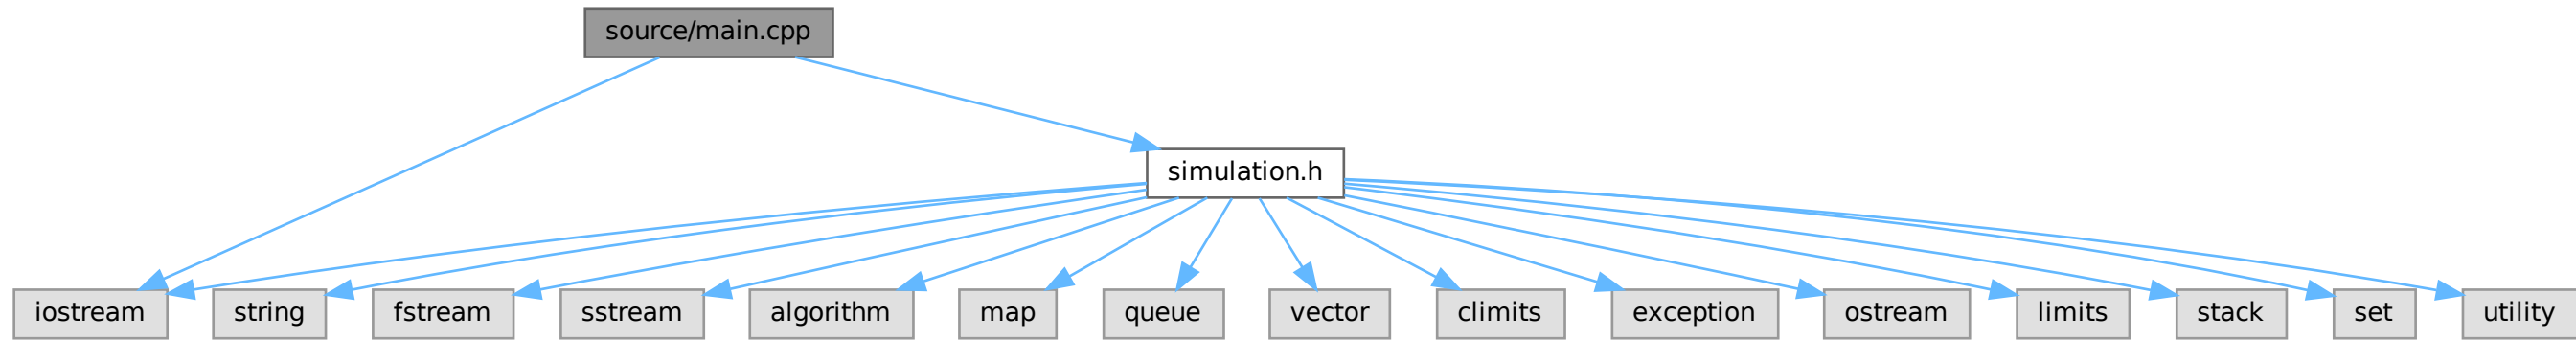 source/main.cpp
simulation.h
iostream
string
fstream
sstream
algorithm
map
queue
vector
climits
exception
ostream
limits
stack
set
utility